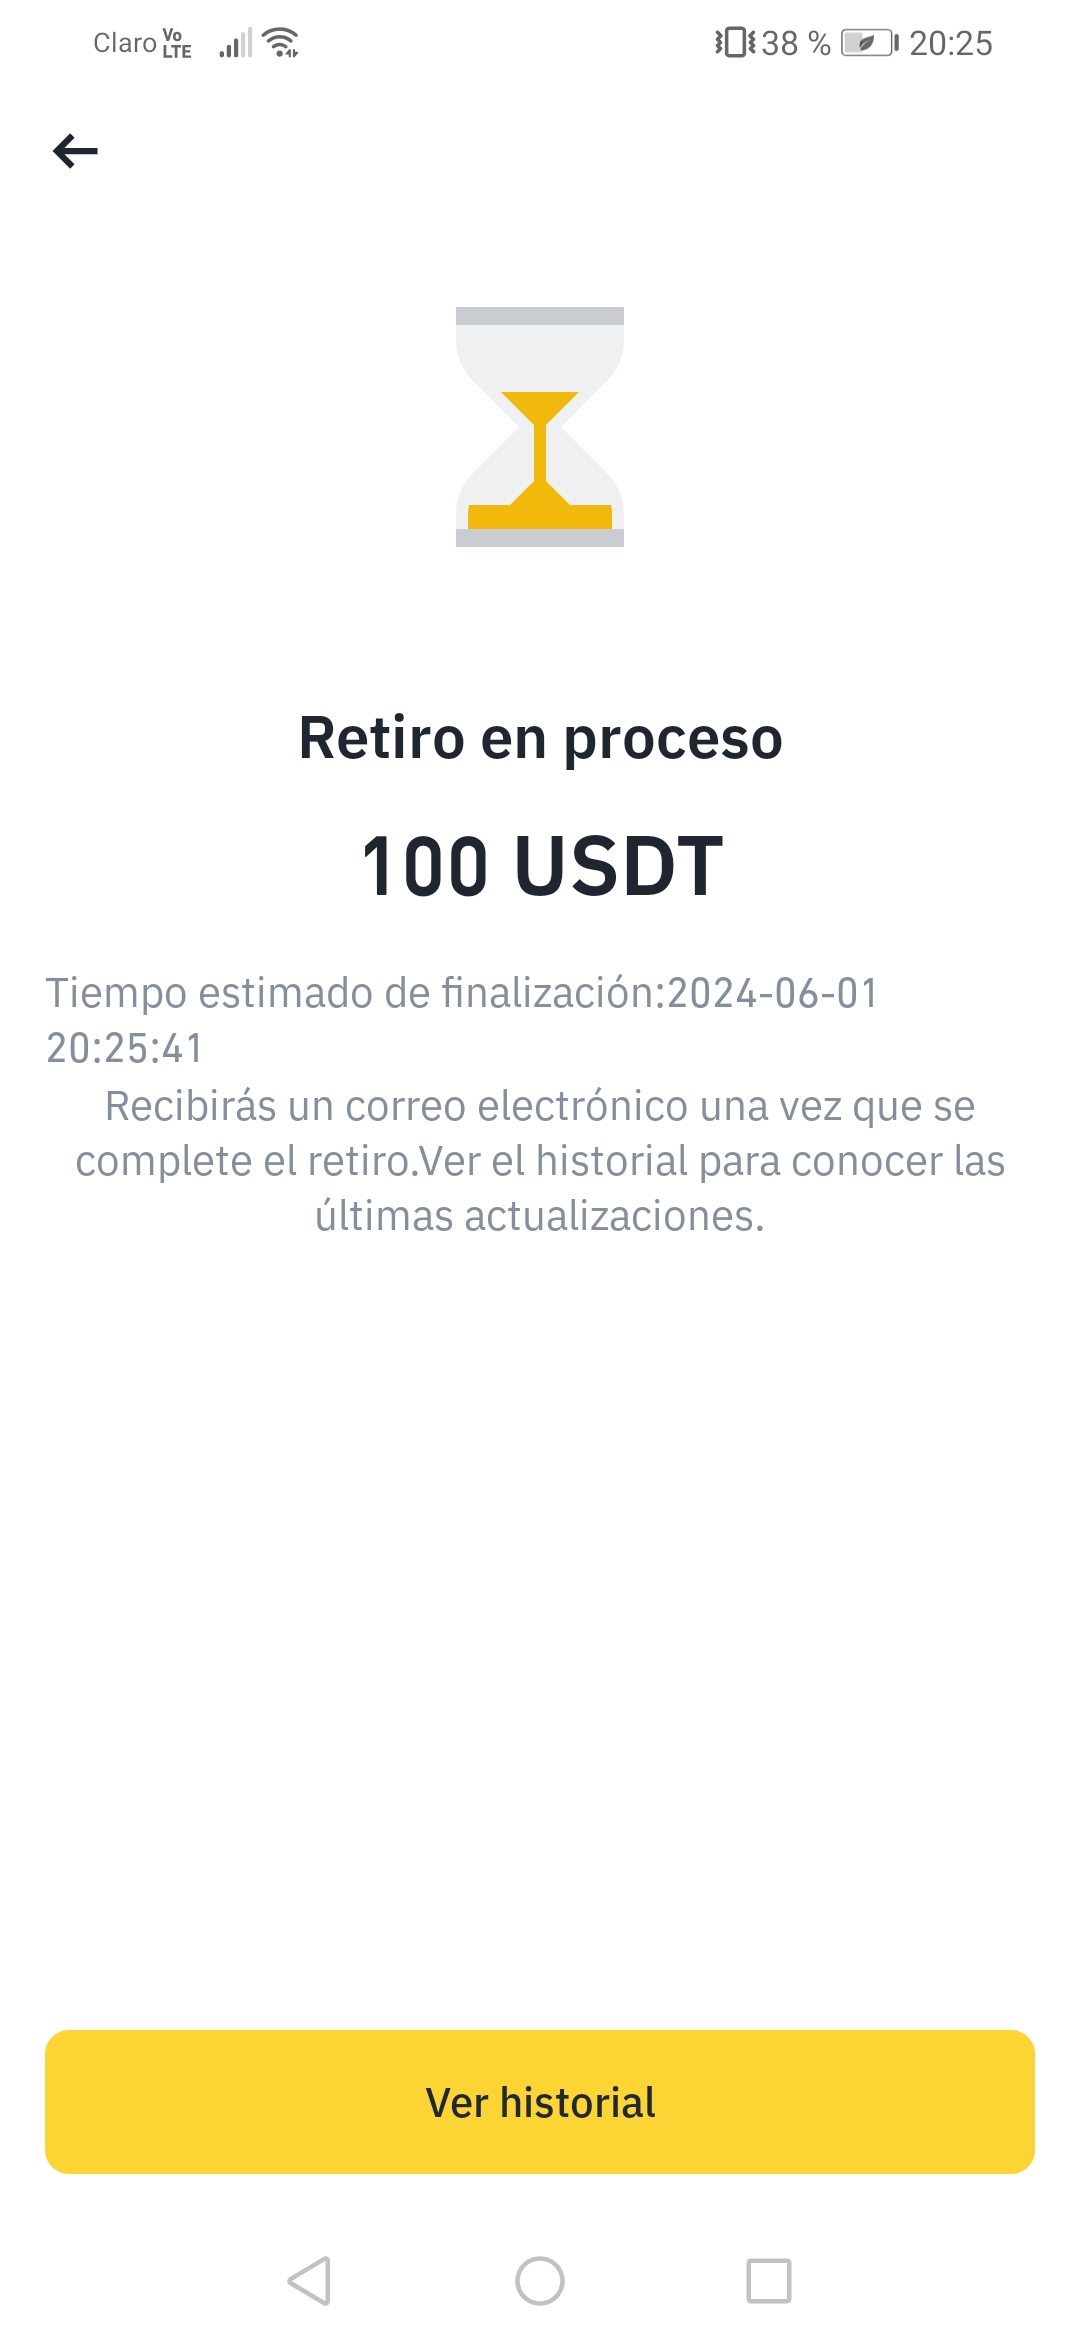 Claro Vo LTE 38 % 20:25
Retiro en proceso
100 USDT
Tiempo estimado de finalización:2024-06-01
20:25:41
Recibirás un correo electrónico una vez que se
complete el retiro.Ver el historial para conocer las
últimas actualizaciones.
Ver historial